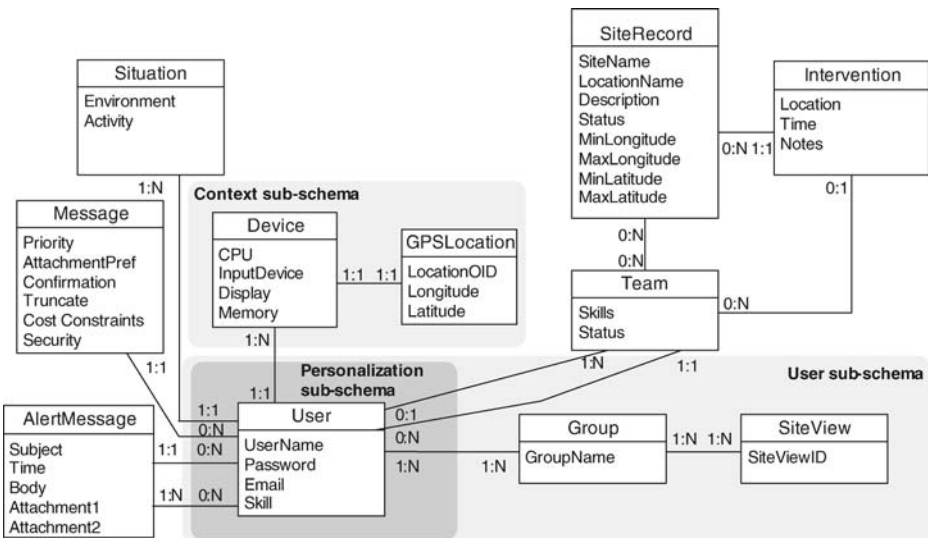 SiteRecord
SiteName
LocationName
Description
Status
MinLongitude
MaxLongitude
MinLatitude
MaxLatitude
Situation
Environment
Activity
Intervention
Location
Time
Notes
0:N 1:1
0:1
1:N
Context sub-schema
Message
Priority
AttachmentPref
Confirmation
Truncate
Cost Constraints
Security
Device
CPU
InputDevice
Display
Memory
1:1 1:1
GPSLocation
LocationOID
Longitude
Latitude
0:N
0:N
Team
Skills
Status
0:N
1:N
1:1
1:N
1:1
Personalization
sub-schema
User sub-schema
1:1
1:1
0:N
User
UserName
Password
Email
Skill
0:1
0:N
1:N
AlertMessage
Subject
Time
Body
Attachment1
Attachment2
1:1 0:N
1:N 0:N
1:N
Group
GroupName
1:N 1:N
SiteView
SiteViewID